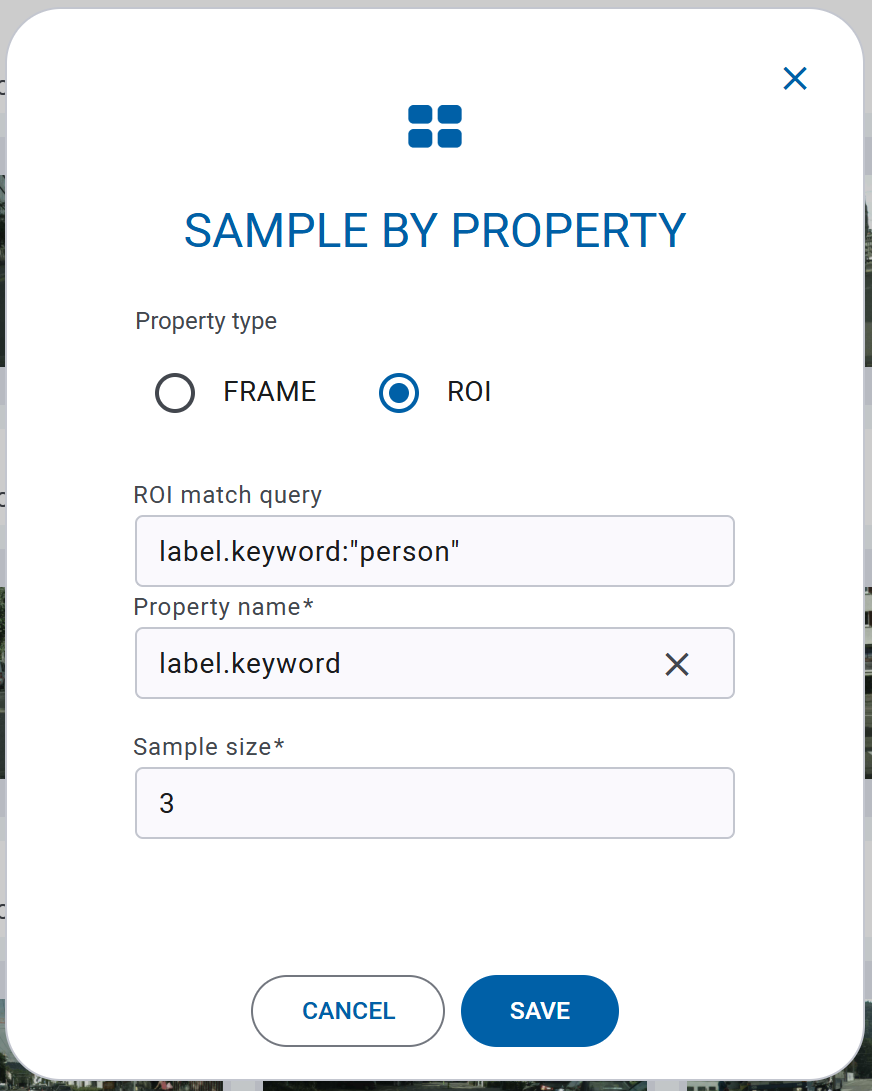 SAMPLE BY PROPERTY
Property type
FRAME ROI
ROI match query
label.keyword:"person"
Property name*
label.keyword
Sample size*
3
CANCEL SAVE